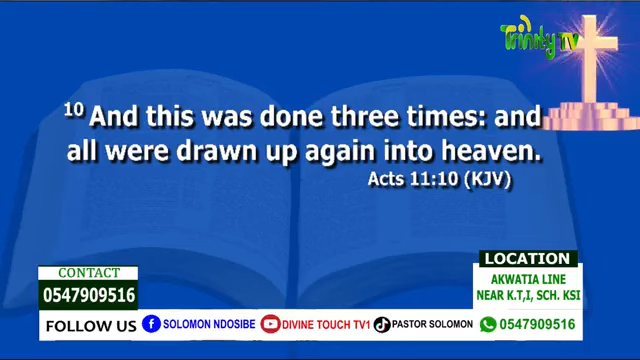 Trinity TV
10 And this was done three times: and
all were drawn up again into heaven.
Acts 11:10 (KJV)
CONTACT
0547909516
LOCATION
AKWATIA LINE
NEAR K.T,I, SCH. KSI
FOLLOW US SOLOMON NDOSIBE DIVINE TOUCH TV1 PASTOR SOLOMON 0547909516